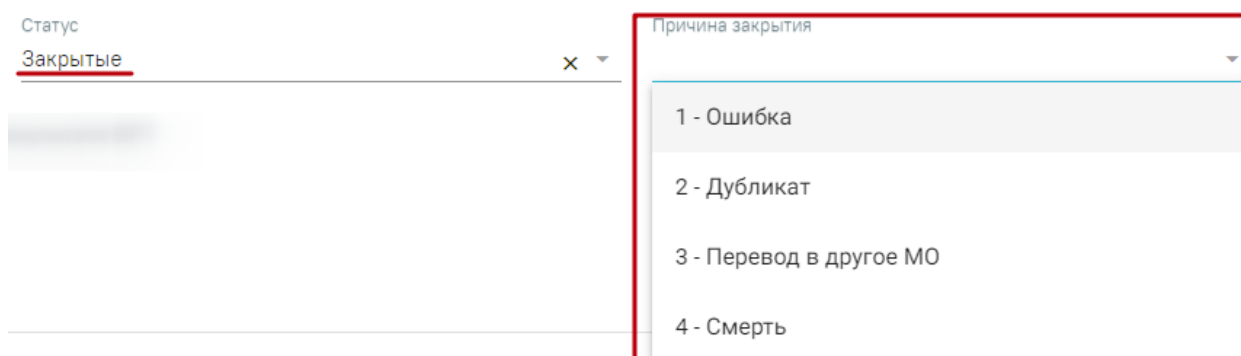 Статус
Закрытые
Причина закрытия
1 - Ошибка
2 - Дубликат
3 - Перевод в другое МО
4 - Смерть